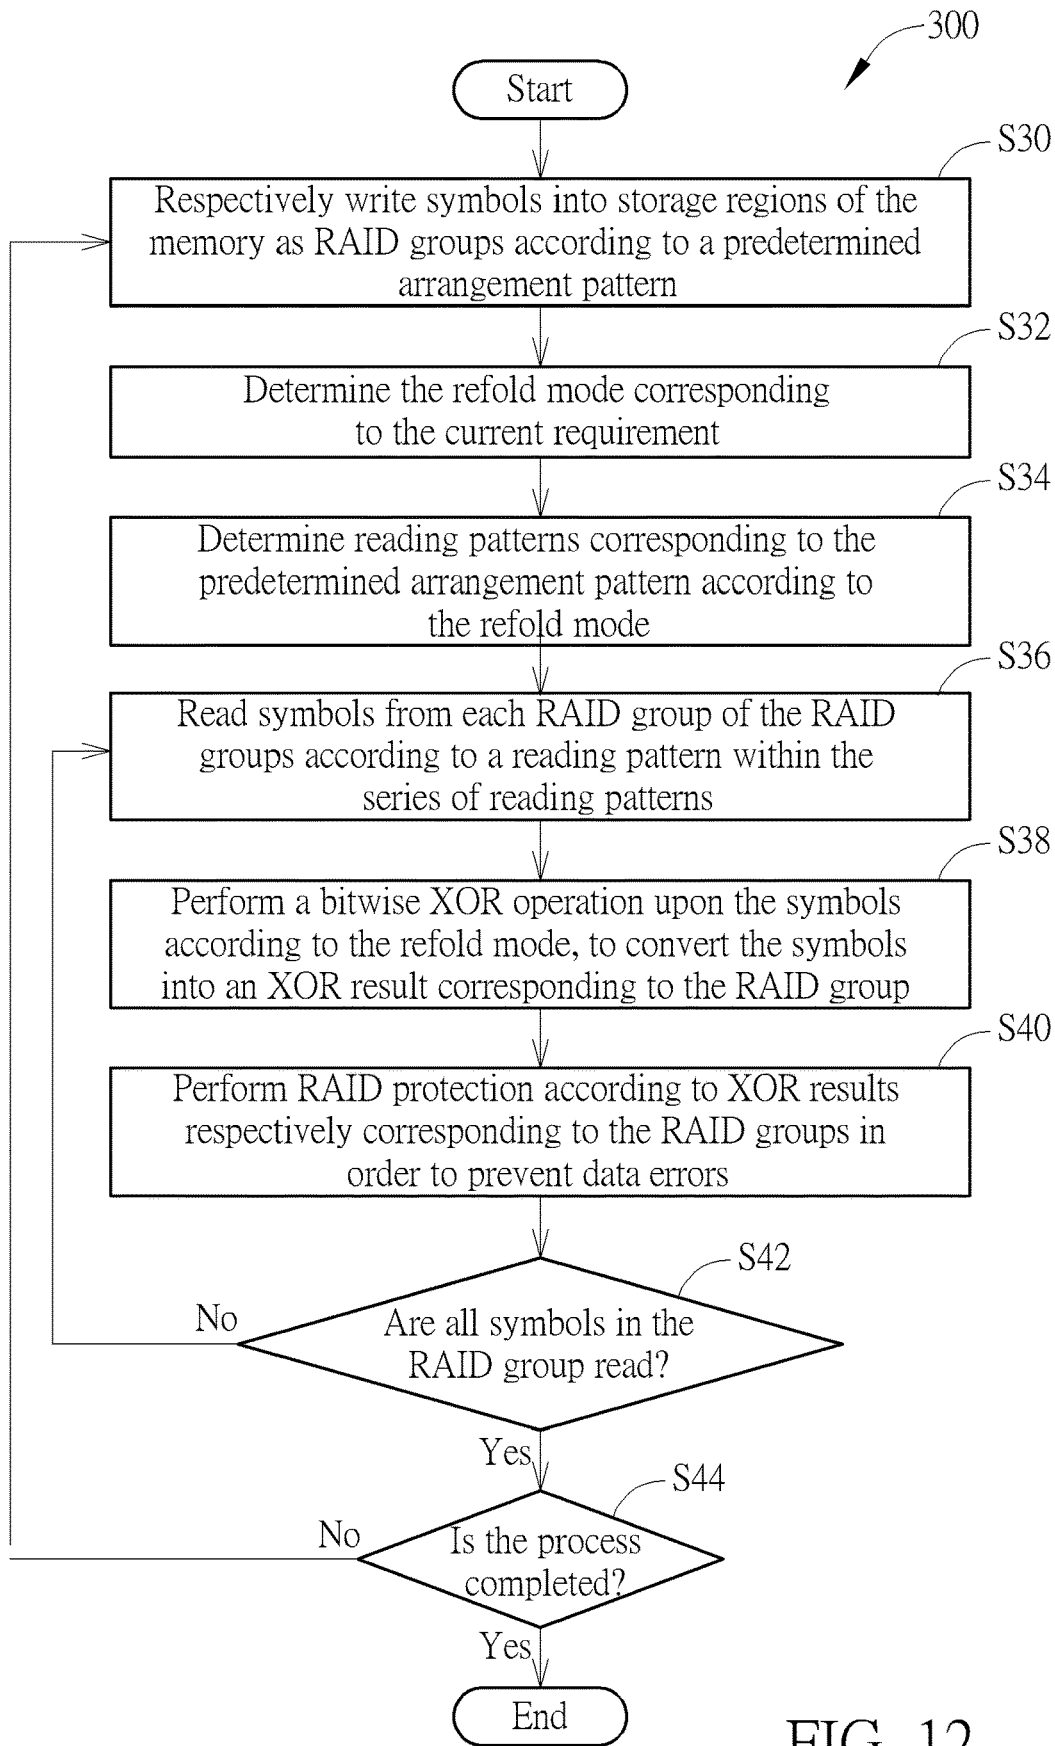 300
Start
S30
Respectively write symbols into storage regions of the
memory as RAID groups according to a predetermined
arrangement pattern
S32
Determine the refold mode corresponding
to the current requirement
S34
Determine reading patterns corresponding to the
predetermined arrangement pattern according to
the refold mode
S36
Read symbols from each RAID group of the RAID
groups according to a reading pattern within the
series of reading patterns
S38
Perform a bitwise XOR operation upon the symbols
according to the refold mode, to convert the symbols
into an XOR result corresponding to the RAID group
S40
Perform RAID protection according to XOR results
respectively corresponding to the RAID groups in
order to prevent data errors
S42
No
Are all symbols in the
RAID group read?
Yes
S44
No
Is the process
completed?
Yes
End
FIG. 12